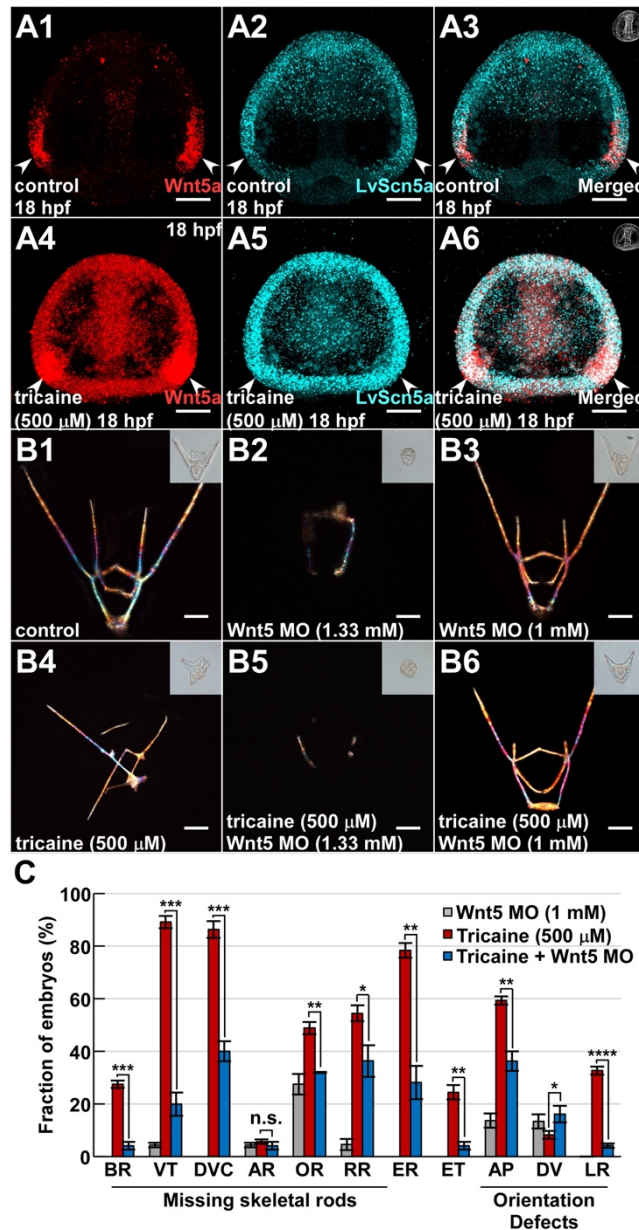 A1
A2
A3
control Wnt5a
18 hpf
control LvScn5a
18 hpf
control Merged
18 hpf
A4
18 hpf
A5
A6
tricaine Wnt5a
(500 μM) 18 hpf
tricaine LvScn5a
(500 μM) 18 hpf
tricaine Merged
(500 μM) 18 hpf
B1
B2
B3
control
Wnt5 MO (1.33 mM)
Wnt5 MO (1 mM)
B4
B5
B6
tricaine (500 μM)
tricaine (500 μM)
Wnt5 MO (1.33 mM)
tricaine (500 μM)
Wnt5 MO (1 mM)
C
Fraction of embryos (%)
100
80
60
40
20
0
Wnt5 MO (1 mM)
Tricaine (500 μM)
Tricaine + Wnt5 MO
***
***
***
n.s.
**
*
**
**
**
*
****
BR VT DVC AR OR RR ER ET AP DV LR
Missing skeletal rods
Orientation
Defects